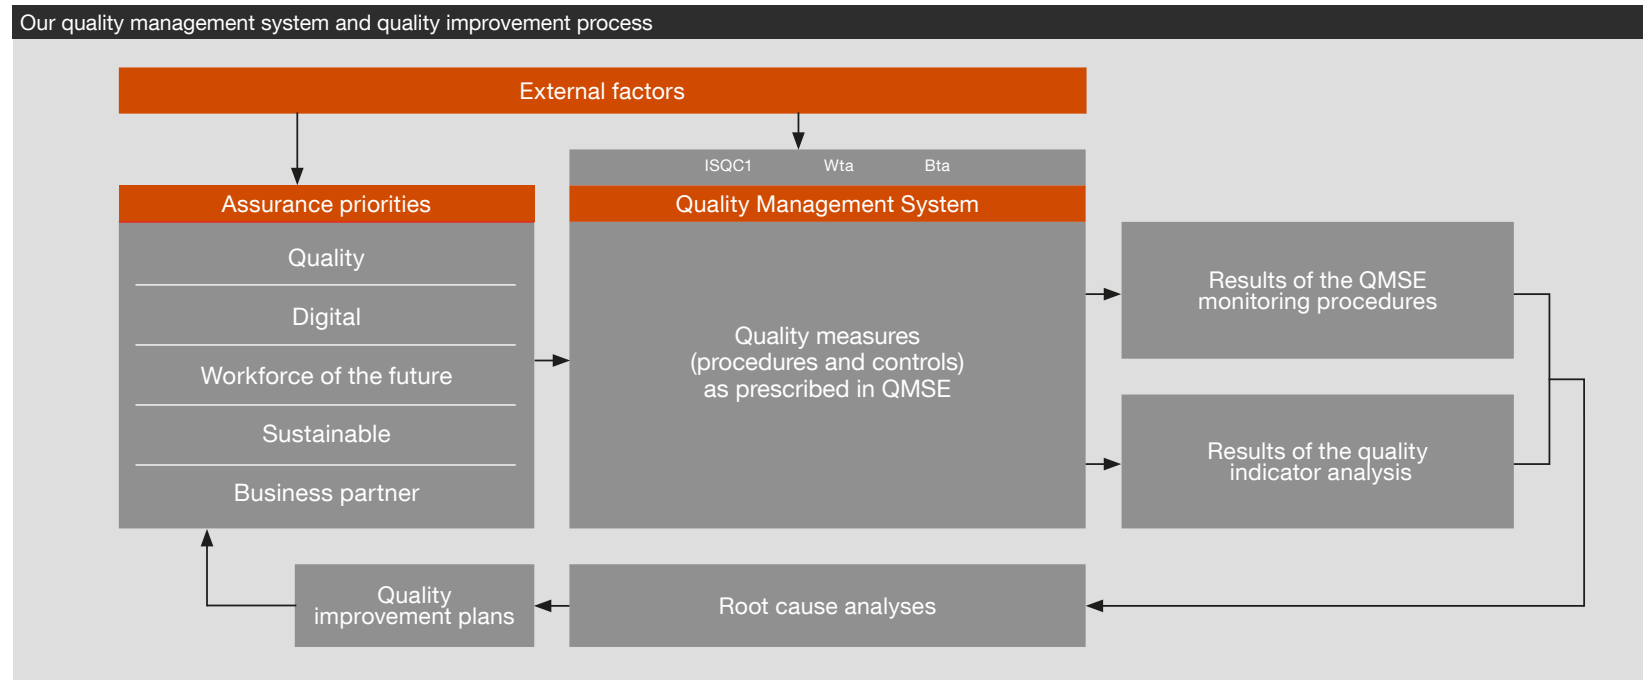 Our quality management system and quality improvement process
External factors
ISQC1 Wta Bta
Assurance priorities
Quality Management System
Quality
Digital
Workforce of the future
Sustainable
Business partner
Quality measures
(procedures and controls)
as prescribed in QMSE
Results of the QMSE
monitoring procedures
Results of the quality
indicator analysis
Quality
improvement plans
Root cause analyses